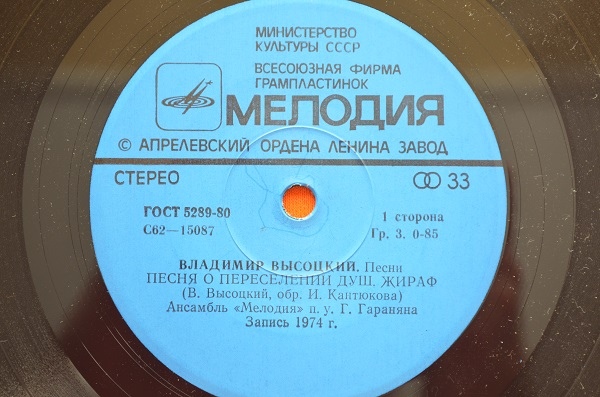 МИНИСТЕРСТВО
КУЛЬТУРЫ СССР
ВСЕСОЮЗНАЯ ФИРМА
ГРАМПЛАСТИНОК
МЕЛОДИЯ
© АПРЕЛЕВСКИЙ ОРДЕНА ЛЕНИНА ЗАВОД
СТЕРЕО 33
ГОСТ 5289-80 1 сторона
С62—15087 Гр. 3. 0-85
ВЛАДИМИР ВЫСОЦКИЙ. Песни
ПЕСНЯ О ПЕРЕСЕЛЕНИИ ДУШ. ЖИРАФ
(В. Высоцкий, обр. И. Кантюкова)
Ансамбль «Мелодия» п. у. Г. Гараняна
Запись 1974 г.